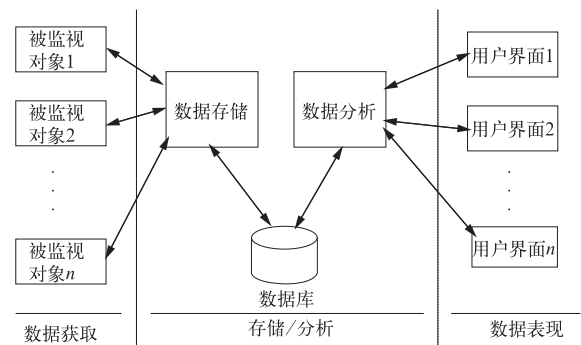 被监视
对象1
被监视
对象2
被监视
对象n
数据获取
数据存储
数据分析
数据库
存储/分析
用户界面1
用户界面2
用户界面n
数据表现